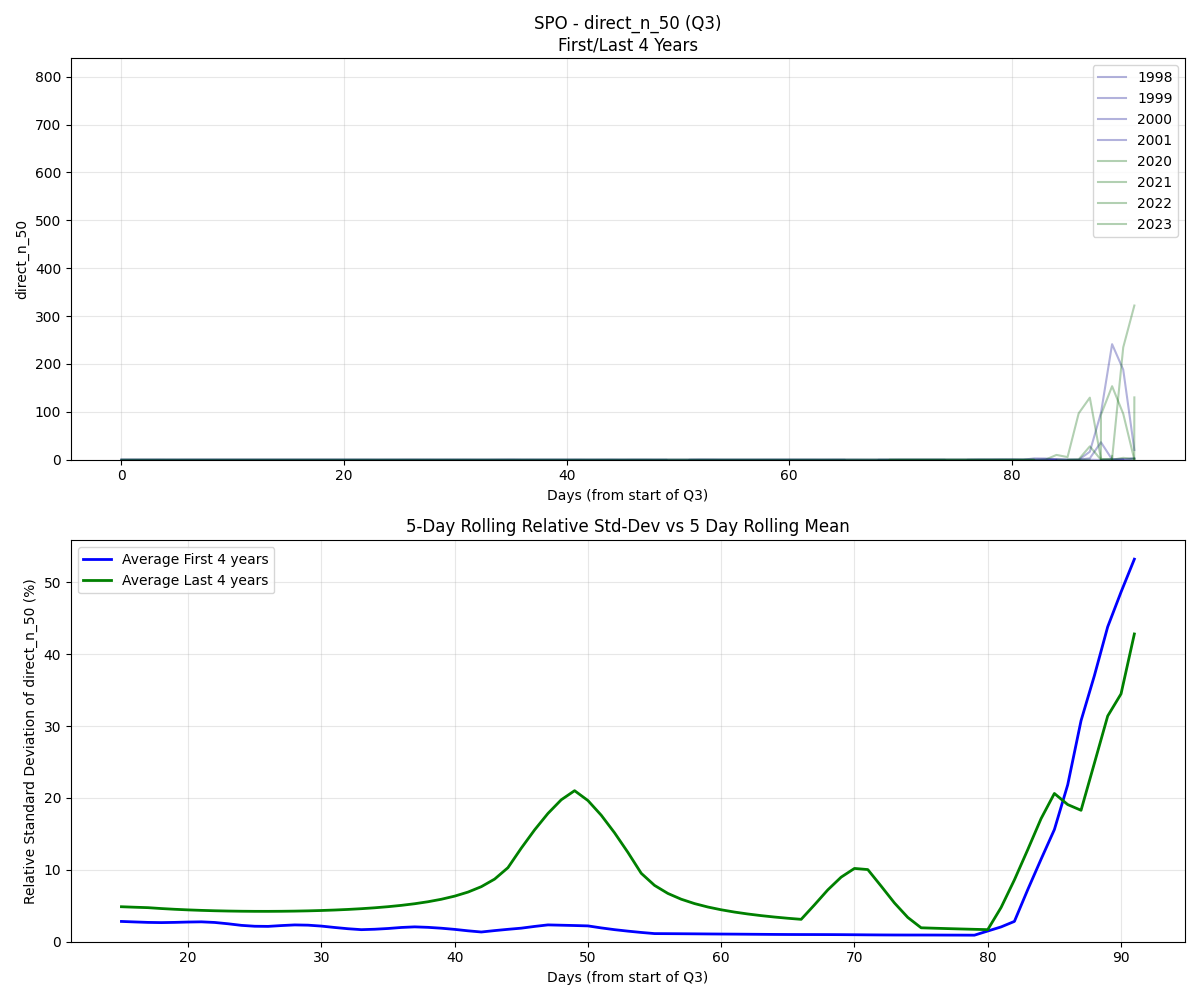 SPO - direct_n_50 (Q3)
First/Last 4 Years
direct_n_50
800
700
600
500
400
300
200
100
0
0 20 40 60 80
Days (from start of Q3)
1998
1999
2000
2001
2020
2021
2022
2023
5-Day Rolling Relative Std-Dev vs 5 Day Rolling Mean
Relative Standard Deviation of direct_n_50 (%)
50
40
30
20
10
0
20 30 40 50 60 70 80 90
Days (from start of Q3)
Average First 4 years
Average Last 4 years